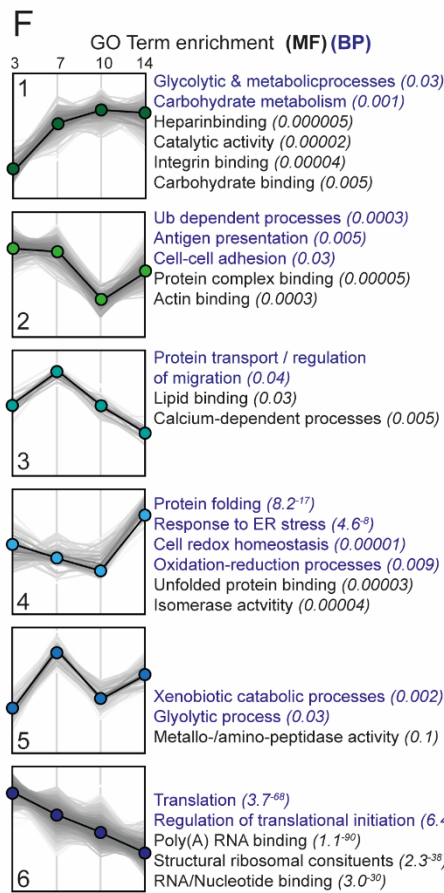 F
GO Term enrichment (MF) (BP)
3 7 10 14
1
Glycolytic & metabolicprocesses (0.03)
Carbohydrate metabolism (0.001)
Heparinbinding (0.000005)
Catalytic activity (0.00002)
Integrin binding (0.00004)
Carbohydrate binding (0.005)
2
Ub dependent processes (0.0003)
Antigen presentation (0.005)
Cell-cell adhesion (0.03)
Protein complex binding (0.00005)
Actin binding (0.0003)
3
Protein transport / regulation
of migration (0.04)
Lipid binding (0.03)
Calcium-dependent processes (0.005)
4
Protein folding (8.2⁻¹⁷)
Response to ER stress (4.6⁻⁸)
Cell redox homeostasis (0.00001)
Oxidation-reduction processes (0.009)
Unfolded protein binding (0.00003)
Isomerase actvitity (0.00004)
5
Xenobiotic catabolic processes (0.002)
Glyolytic process (0.03)
Metallo-/amino-peptidase activity (0.1)
6
Translation (3.7⁻⁶⁸)
Regulation of translational initiation (6.4
Poly(A) RNA binding (1.1⁻⁹⁰)
Structural ribosomal consituents (2.3⁻³⁸)
RNA/Nucleotide binding (3.0⁻³⁰)